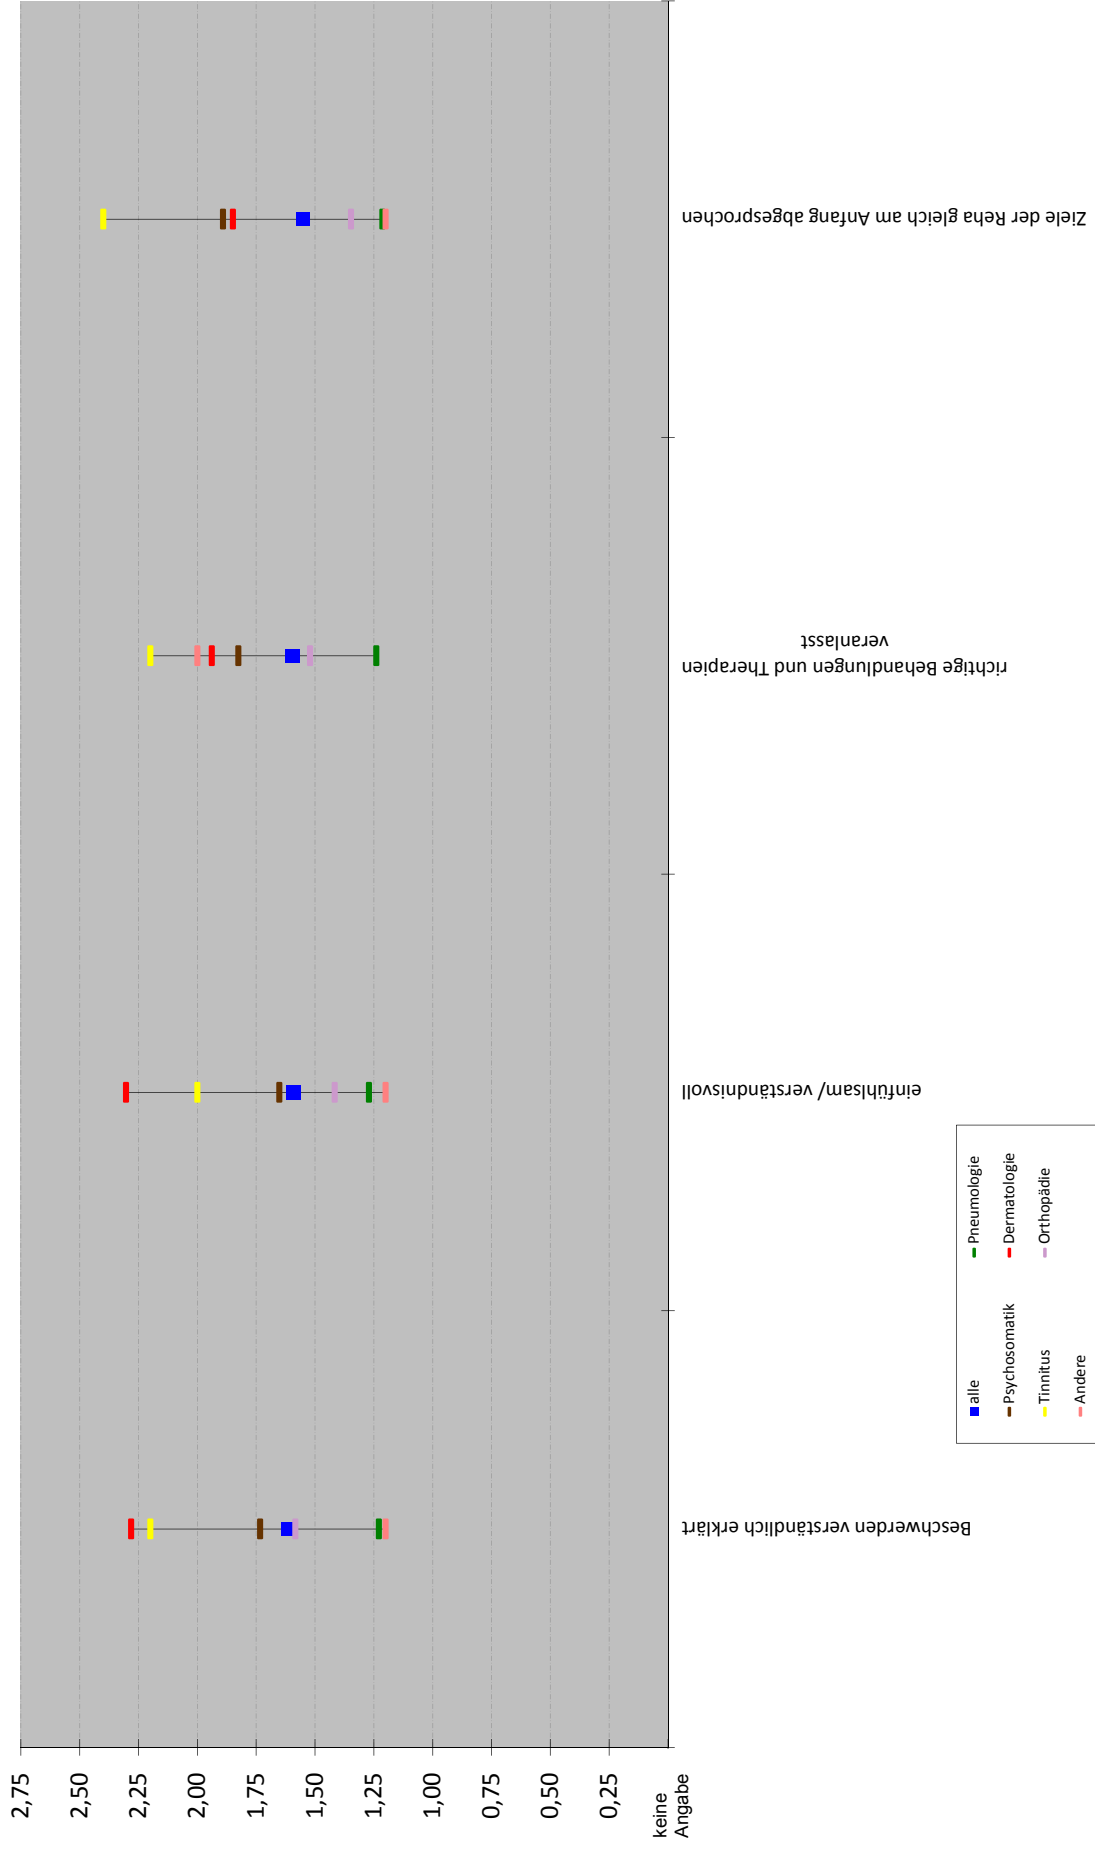 2,75
2,50
2,25
2,00
1,75
1,50
1,25
1,00
0,75
0,50
0,25
keine
Angabe
Beschwerden verständlich erklärt
einfühlsam/ verständnisvoll
richtige Behandlungen und Therapien
veranlasst
Ziele der Reha gleich am Anfang abgesprochen
alle
Pneumologie
Psychosomatik
Dermatologie
Tinnitus
Orthopädie
Andere